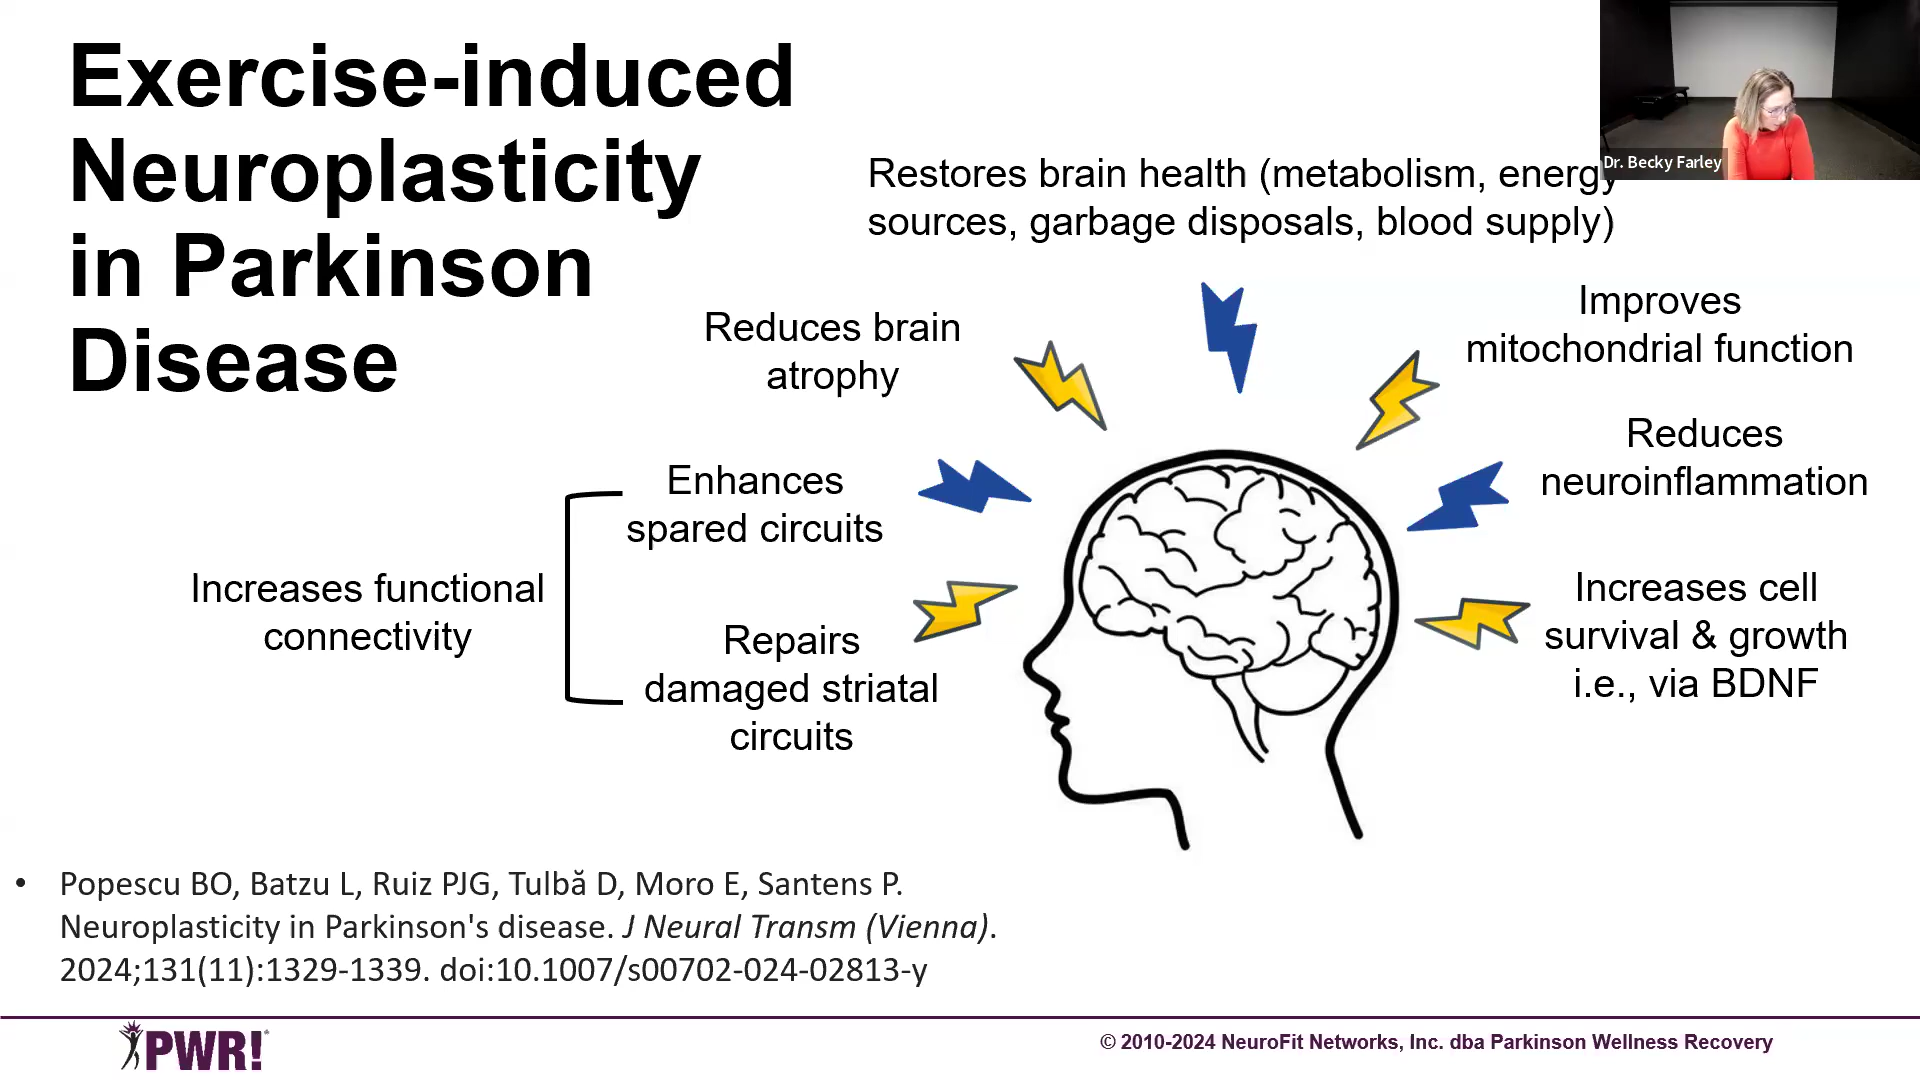 Exercise-induced
Neuroplasticity
in Parkinson
Disease
Dr. Becky Farley
Restores brain health (metabolism, energy
sources, garbage disposals, blood supply)
Reduces brain
atrophy
Improves
mitochondrial function
Reduces
neuroinflammation
Enhances
spared circuits
Increases functional
connectivity
Repairs
damaged striatal
circuits
Increases cell
survival & growth
i.e., via BDNF
• Popescu BO, Batzu L, Ruiz PJG, Tulbă D, Moro E, Santens P.
Neuroplasticity in Parkinson's disease. J Neural Transm (Vienna).
2024;131(11):1329-1339. doi:10.1007/s00702-024-02813-y
PWR!®
© 2010-2024 NeuroFit Networks, Inc. dba Parkinson Wellness Recovery